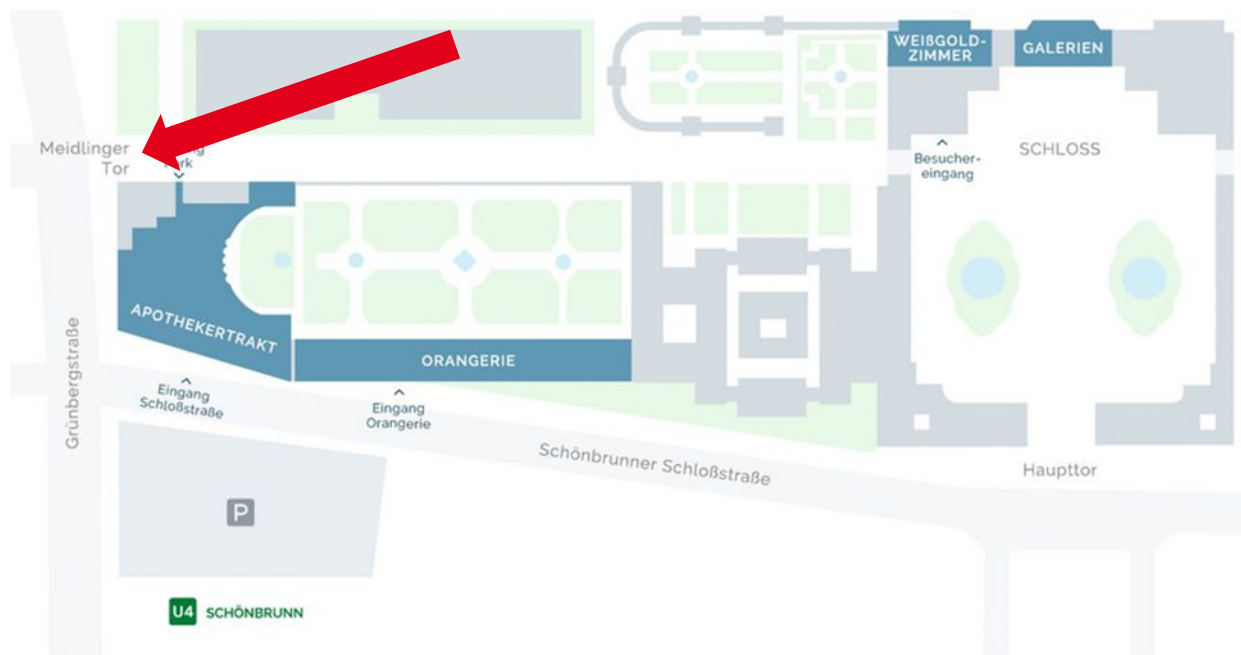 WEIßGOLD-
ZIMMER
GALERIEN
Meidlinger
Tor
SCHLOSS
Besucher-
eingang
APOTHEKERTRAKT
ORANGERIE
Grünbergstraße
Eingang
Schloßstraße
Eingang
Orangerie
Schönbrunner Schloßstraße
Haupttor
P
U4 SCHÖNBRUNN